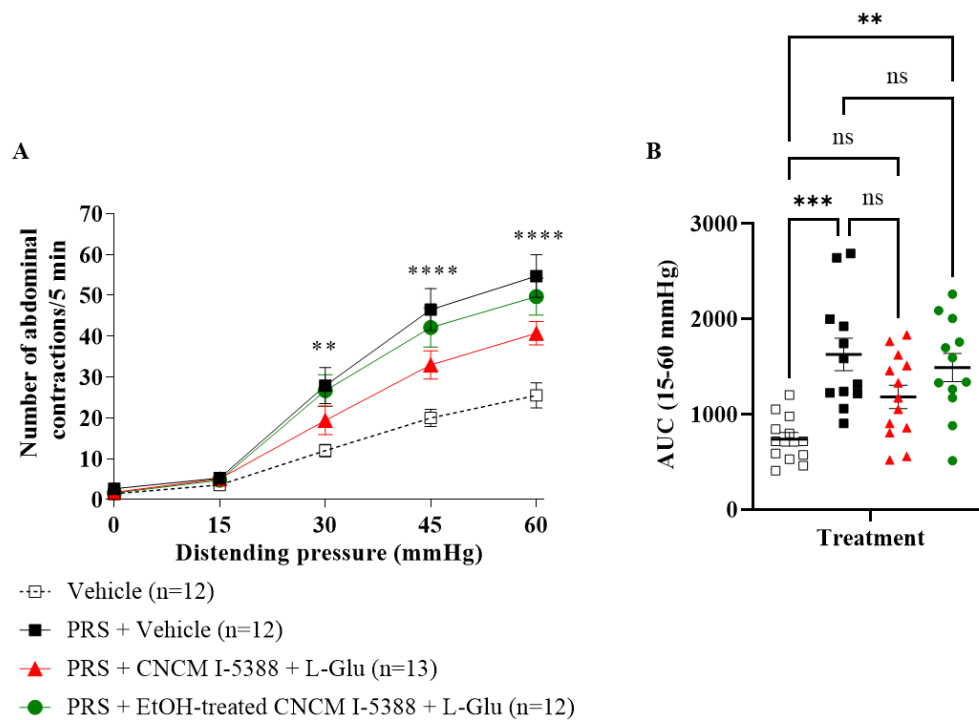 A
Number of abdominal
contractions/5 min
70
60
50
40
30
20
10
0
**
****
****
0 15 30 45 60
Distending pressure (mmHg)
Vehicle (n=12)
PRS + Vehicle (n=12)
PRS + CNCM I-5388 + L-Glu (n=13)
PRS + EtOH-treated CNCM I-5388 + L-Glu (n=12)
B
**
ns
ns
*** ns
AUC (15-60 mmHg)
3000
2000
1000
0
Treatment